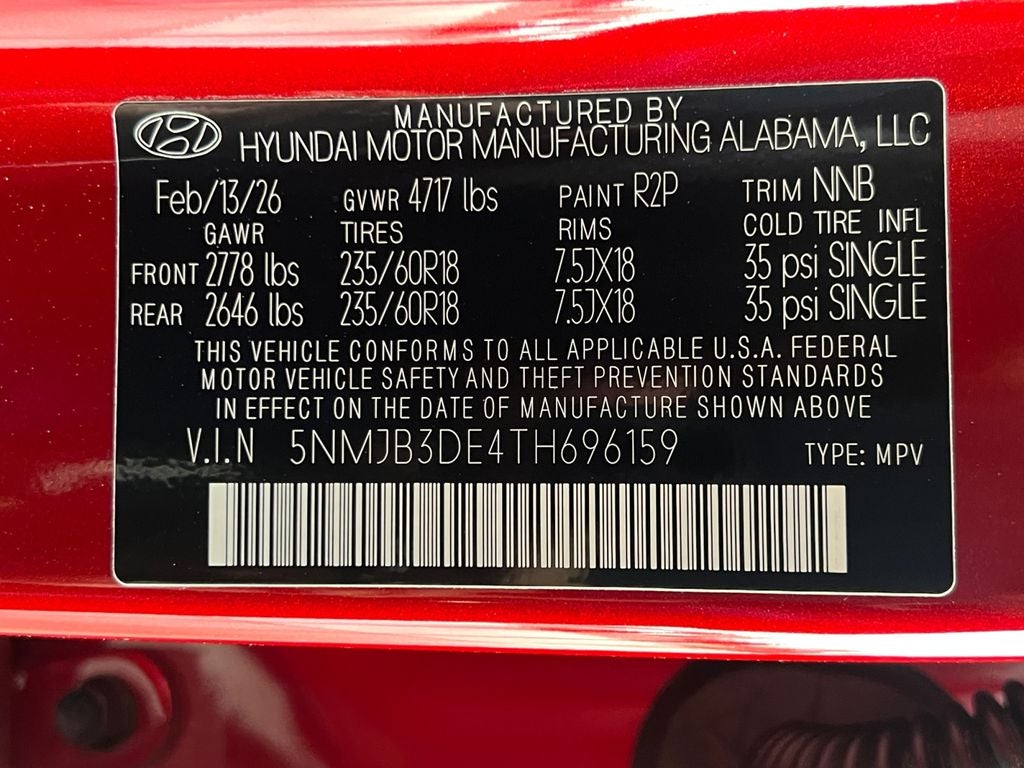 MANUFACTURED BY
HYUNDAI MOTOR MANUFACTURING ALABAMA, LLC
Feb/13/26 GVWR 4717 lbs PAINT R2P TRIM NNB
GAWR TIRES RIMS COLD TIRE INFL
FRONT 2778 lbs 235/60R18 7.5JX18 35 psi SINGLE
REAR 2646 lbs 235/60R18 7.5JX18 35 psi SINGLE
THIS VEHICLE CONFORMS TO ALL APPLICABLE U.S.A. FEDERAL
MOTOR VEHICLE SAFETY AND THEFT PREVENTION STANDARDS
IN EFFECT ON THE DATE OF MANUFACTURE SHOWN ABOVE
V.I.N 5NMJB3DE4TH696159 TYPE: MPV